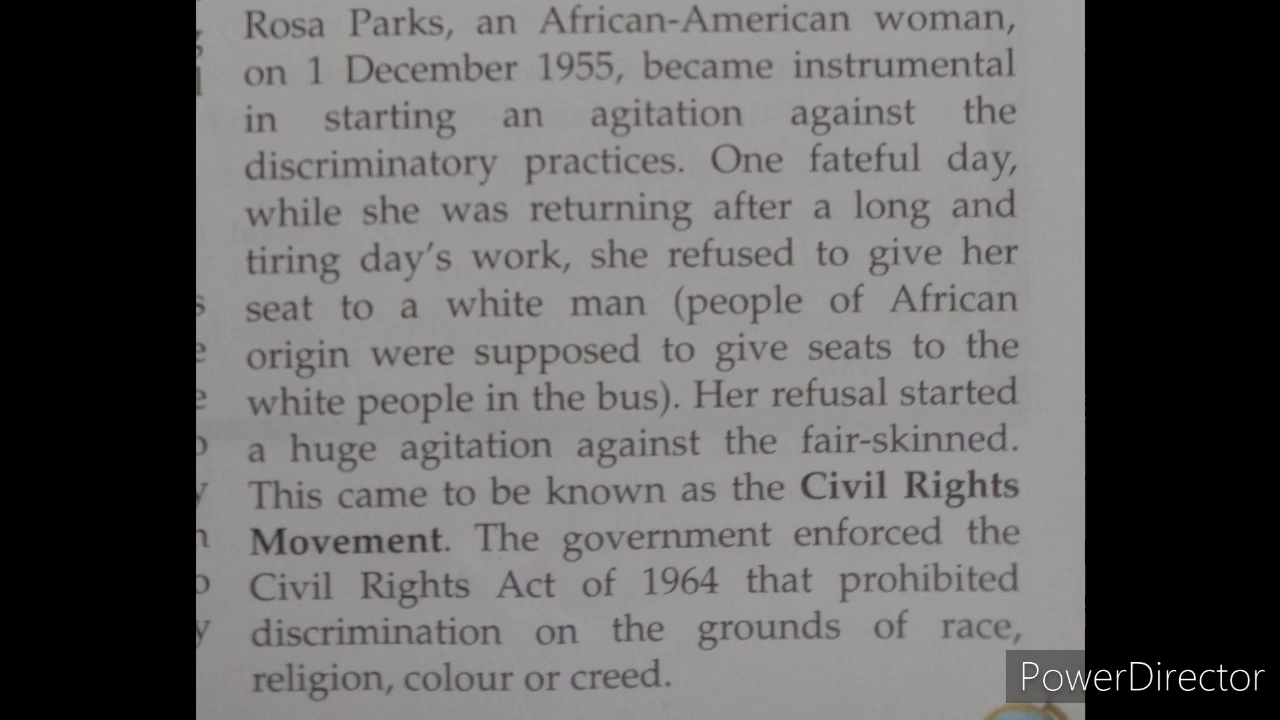 Rosa Parks, an African-American woman,
on 1 December 1955, became instrumental
in starting an agitation against the
discriminatory practices. One fateful day,
while she was returning after a long and
tiring day's work, she refused to give her
seat to a white man (people of African
origin were supposed to give seats to the
white people in the bus). Her refusal started
a huge agitation against the fair-skinned.
This came to be known as the Civil Rights
Movement. The government enforced the
Civil Rights Act of 1964 that prohibited
discrimination on the grounds of race,
religion, colour or creed.
PowerDirector